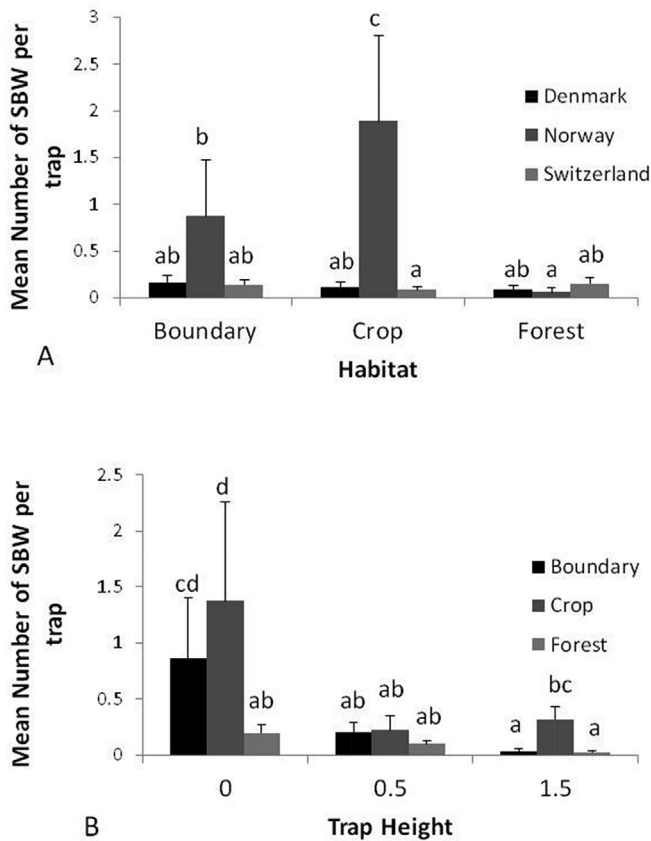 Mean Number of SBW per
trap
3
2.5
2
1.5
1
0.5
0
ab
b
ab
ab
c
a
ab
a
ab
Denmark
Norway
Switzerland
Boundary
Crop
Forest
Habitat
A
Mean Number of SBW per
trap
2.5
2
1.5
1
0.5
0
cd
d
ab
ab
ab
ab
a
bc
a
Boundary
Crop
Forest
0
0.5
1.5
Trap Height
B